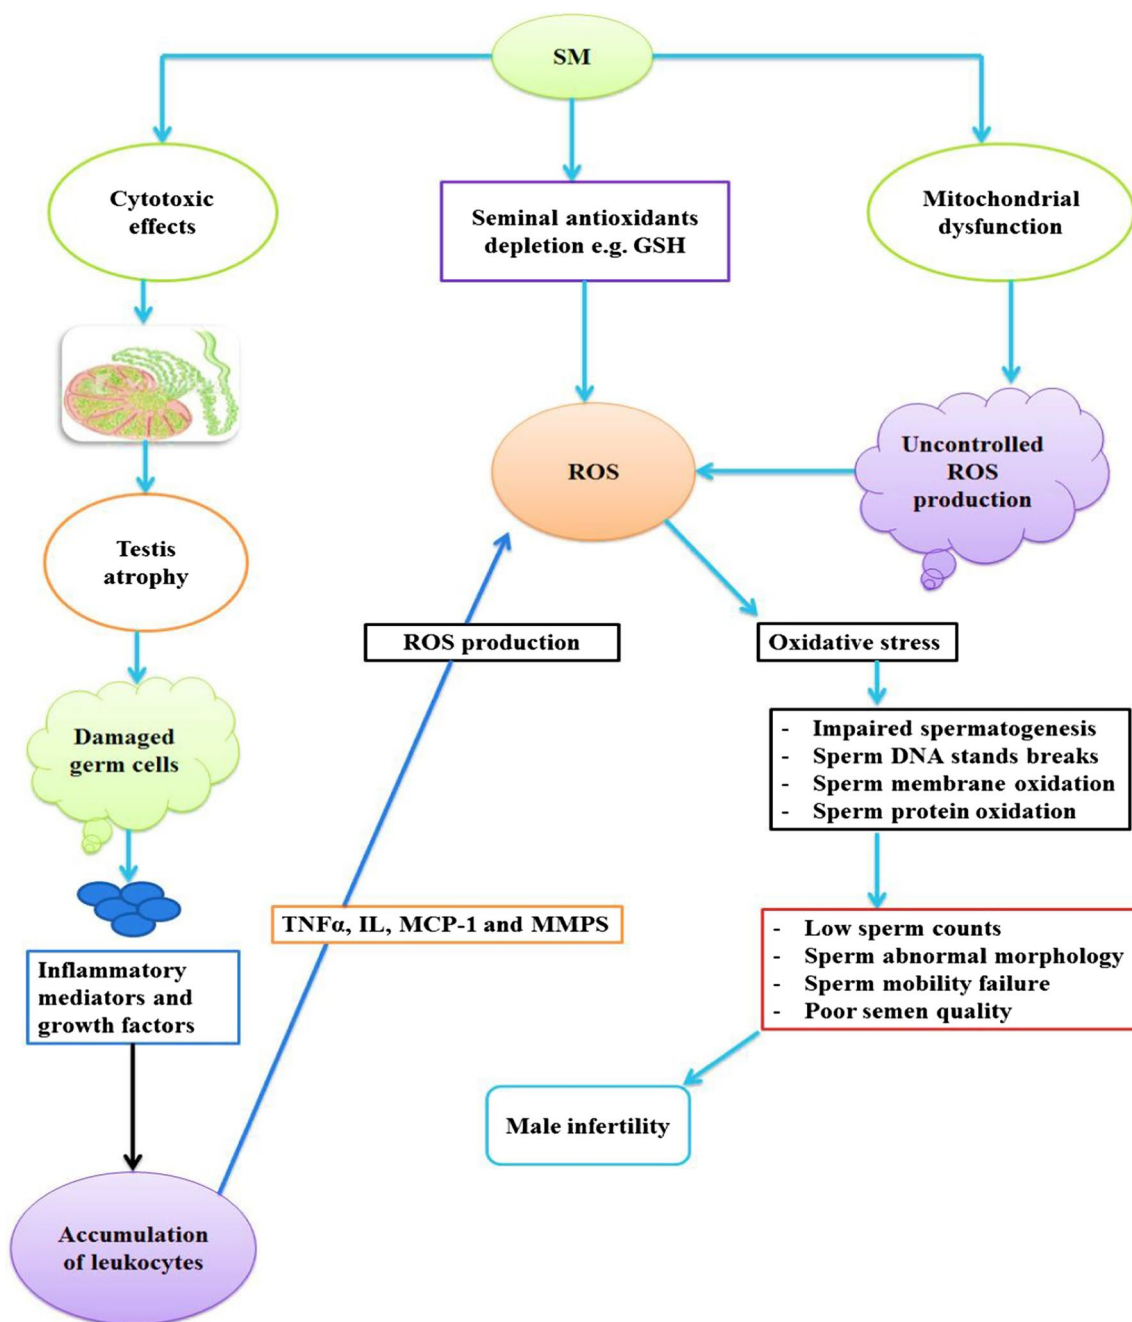 SM
Cytotoxic
effects
Seminal antioxidants
depletion e.g. GSH
Mitochondrial
dysfunction
ROS
Uncontrolled
ROS
production
Testis
atrophy
ROS production
Oxidative stress
Damaged
germ cells
- Impaired spermatogenesis
- Sperm DNA stands breaks
- Sperm membrane oxidation
- Sperm protein oxidation
TNFα, IL, MCP-1 and MMPS
- Low sperm counts
- Sperm abnormal morphology
- Sperm mobility failure
- Poor semen quality
Inflammatory
mediators and
growth factors
Male infertility
Accumulation
of leukocytes